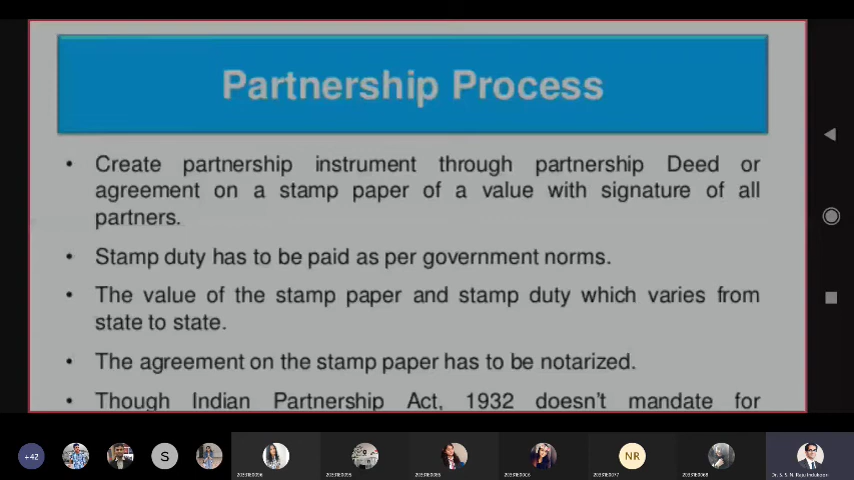 Partnership Process
• Create partnership instrument through partnership Deed or
agreement on a stamp paper of a value with signature of all
partners.
• Stamp duty has to be paid as per government norms.
• The value of the stamp paper and stamp duty which varies from
state to state.
• The agreement on the stamp paper has to be notarized.
• Though Indian Partnership Act, 1932 doesn't mandate for
+42
S
NR